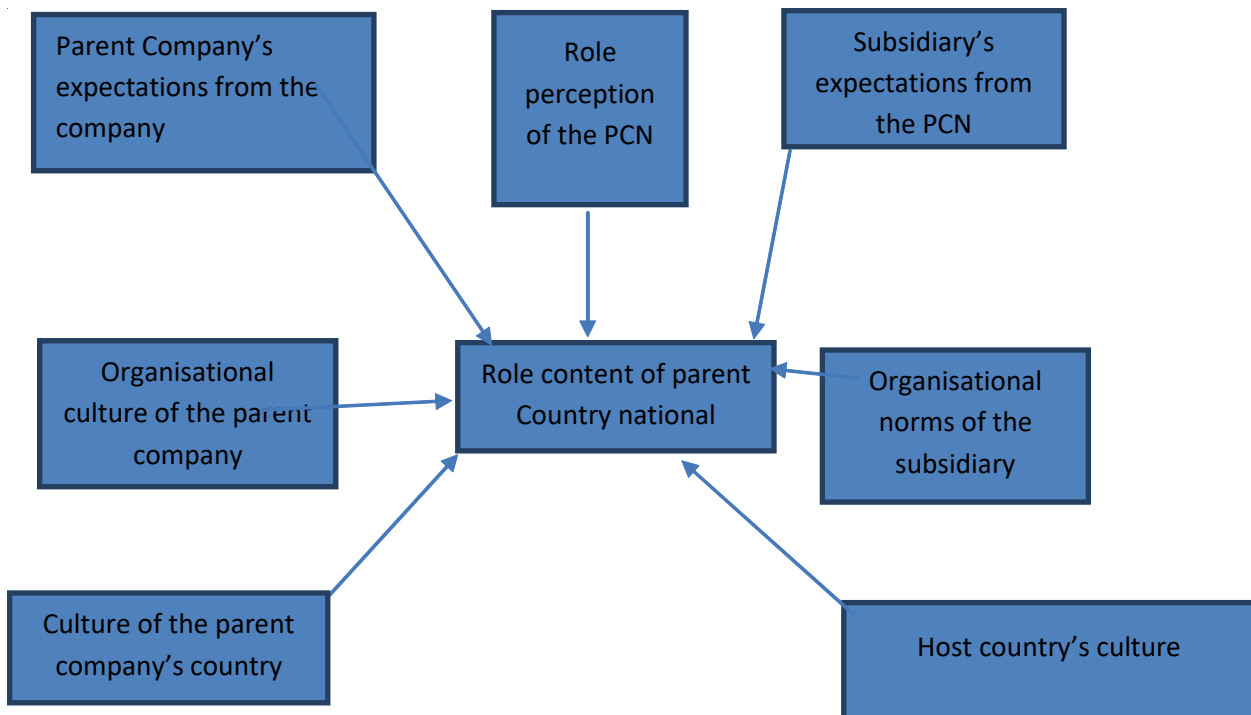 Parent Company’s
expectations from the
company
Role
perception
of the PCN
Subsidiary’s
expectations from
the PCN
Organisational
culture of the parent
company
Role content of parent
Country national
Organisational
norms of the
subsidiary
Culture of the parent
company’s country
Host country’s culture